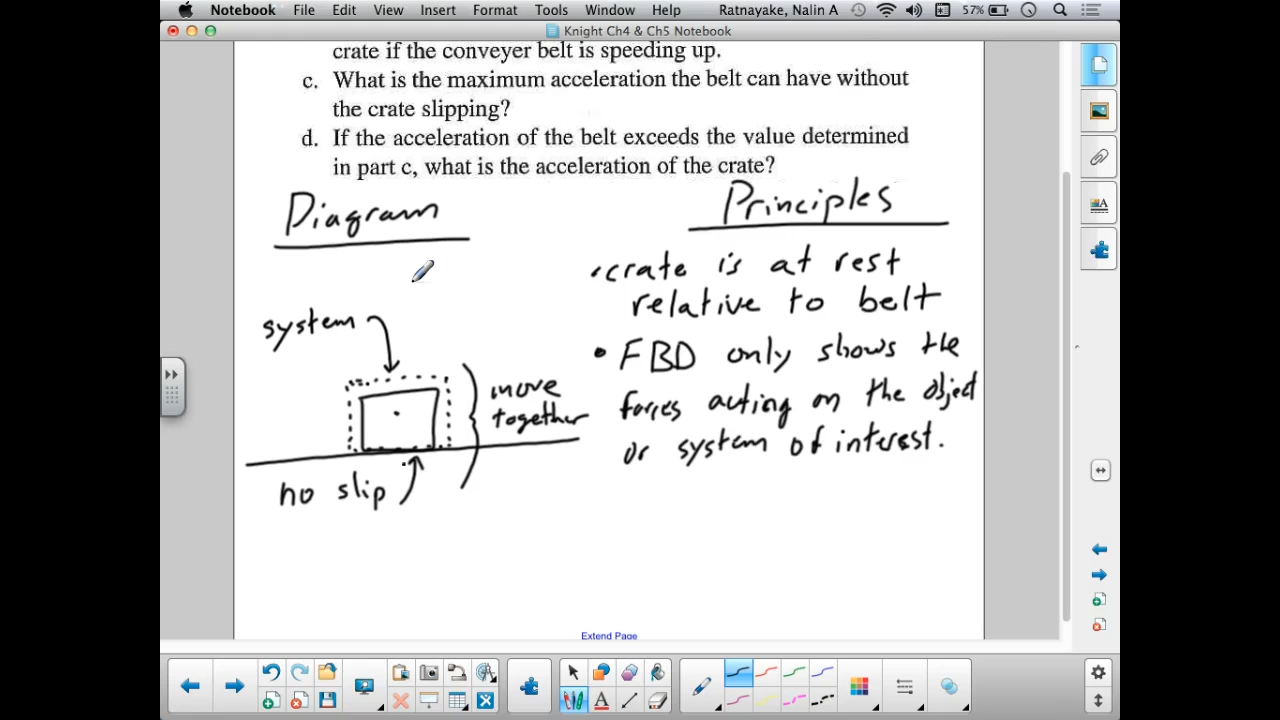 Notebook File Edit View Insert Format Tools Window Help Ratnayake, Nalin A 57%
Knight Ch4 & Ch5 Notebook
crate if the conveyer belt is speeding up.
c. What is the maximum acceleration the belt can have without
the crate slipping?
d. If the acceleration of the belt exceeds the value determined
in part c, what is the acceleration of the crate?
Diagram
system
move
together
no slip
Principles
• crate is at rest
relative to belt
• FBD only shows the
forces acting on the object
or system of interest.
Extend Page